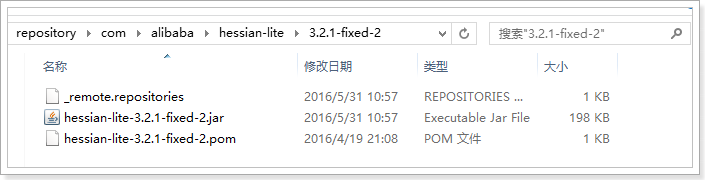 repository com alibaba hessian-lite 3.2.1-fixed-2 搜索"3.2.1-fixed-2"
名称 修改日期 类型 大小
_remote.repositories 2016/5/31 10:57 REPOSITORIES ... 1 KB
hessian-lite-3.2.1-fixed-2.jar 2016/5/31 10:57 Executable Jar File 198 KB
hessian-lite-3.2.1-fixed-2.pom 2016/4/19 21:08 POM 文件 1 KB